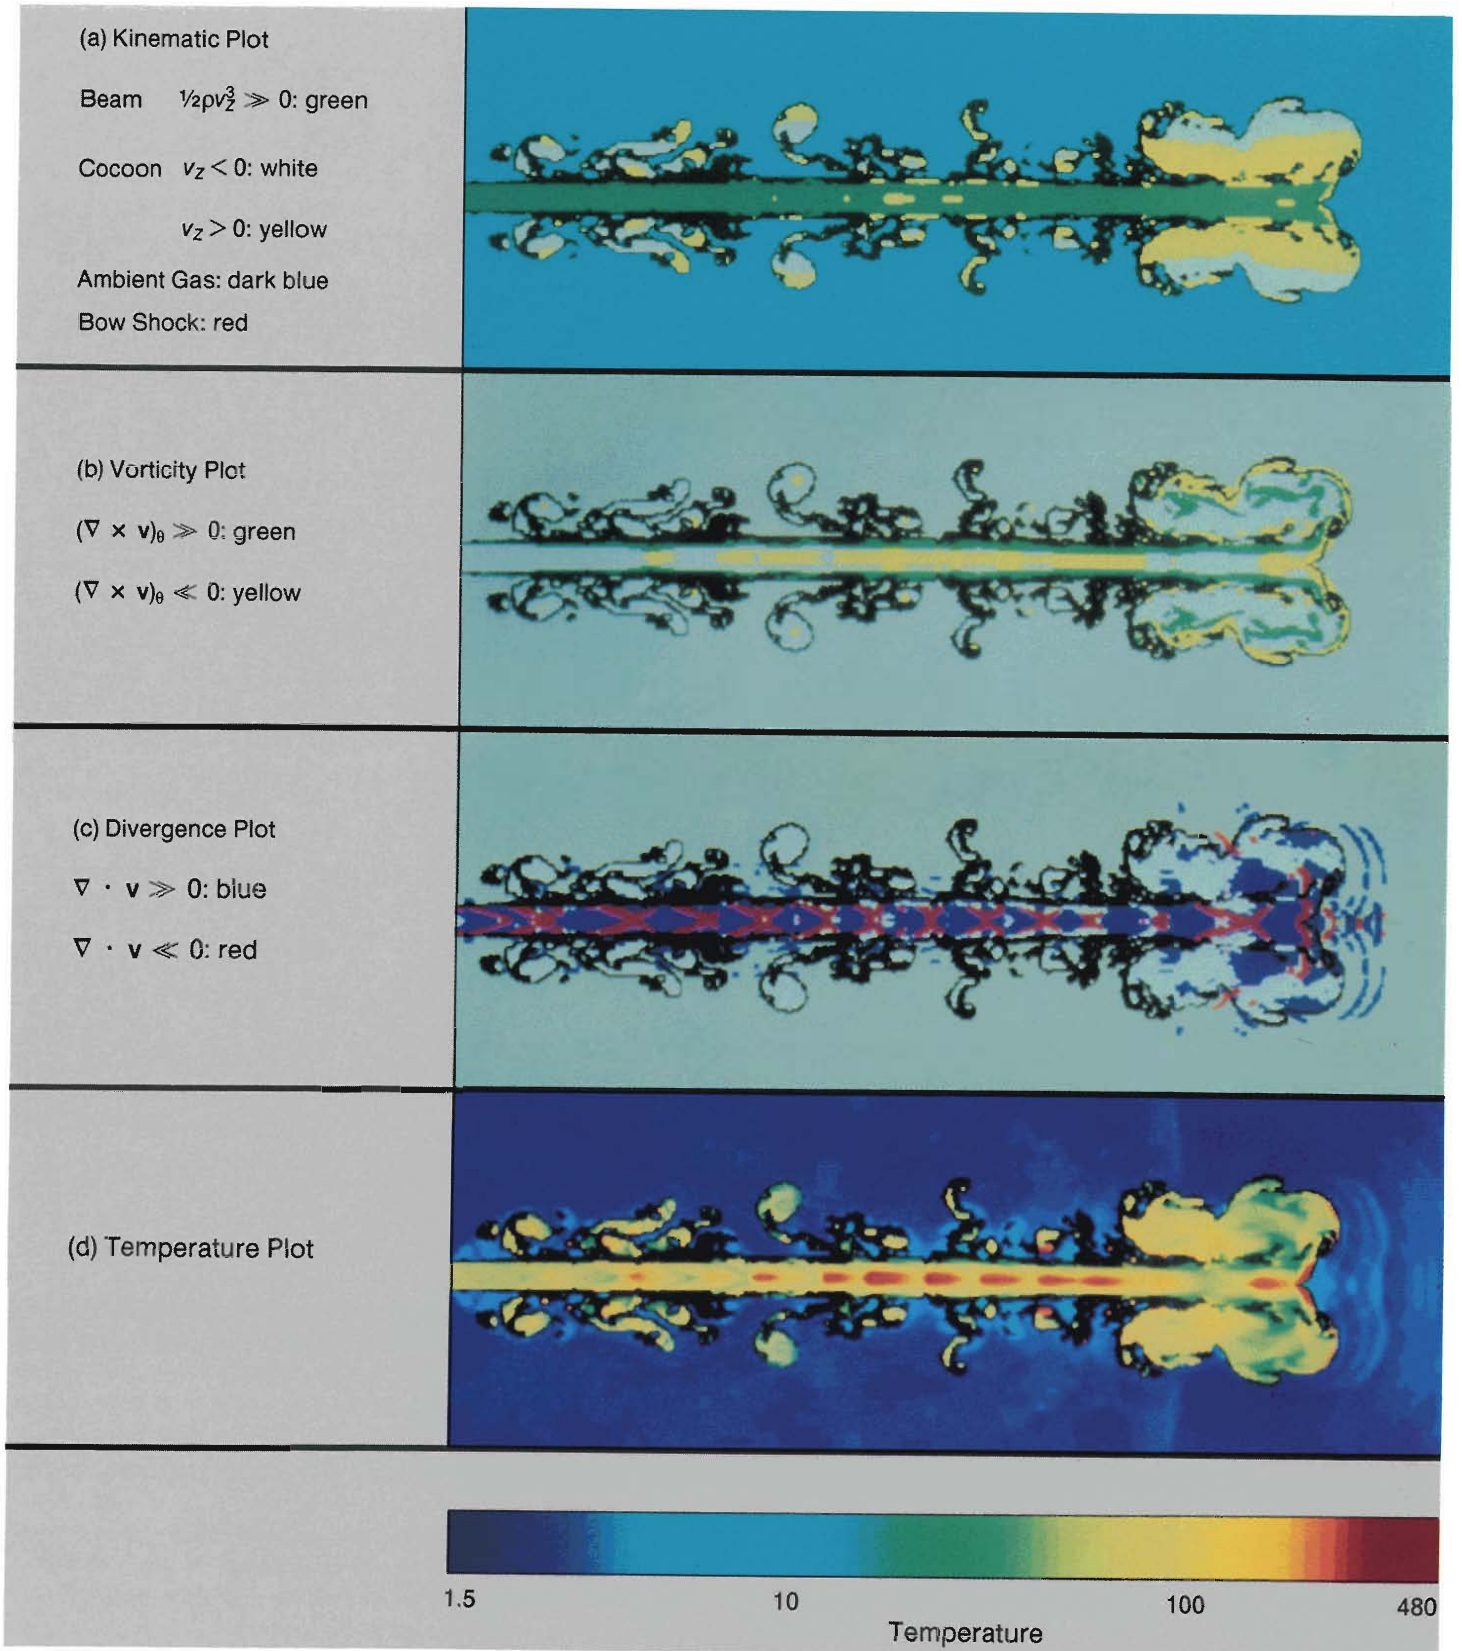 (a) Kinematic Plot
Beam ½ρv_z^3 ≫ 0: green
Cocoon v_z < 0: white
v_z > 0: yellow
Ambient Gas: dark blue
Bow Shock: red
(b) Vorticity Plot
(∇ × v)_θ ≫ 0: green
(∇ × v)_θ ≪ 0: yellow
(c) Divergence Plot
∇ · v ≫ 0: blue
∇ · v ≪ 0: red
(d) Temperature Plot
1.5 10 100 480
Temperature